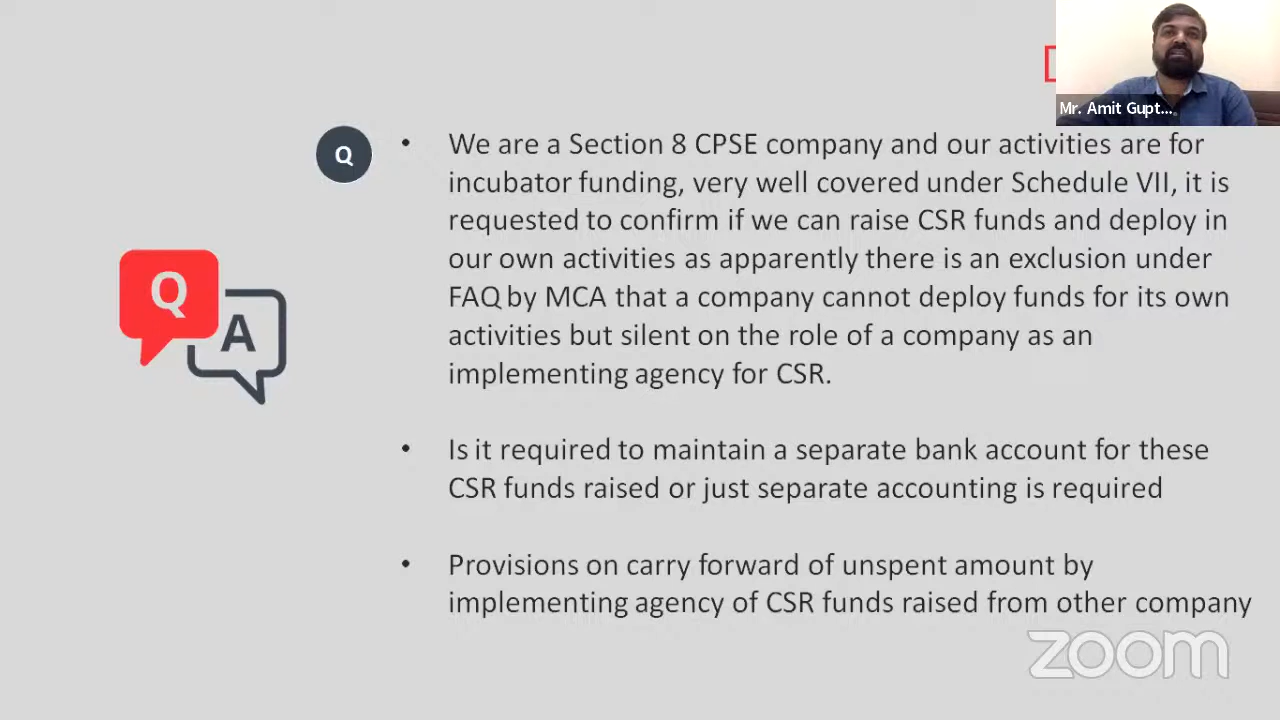 Mr. Amit Gupt...
Q
• We are a Section 8 CPSE company and our activities are for
incubator funding, very well covered under Schedule VII, it is
requested to confirm if we can raise CSR funds and deploy in
our own activities as apparently there is an exclusion under
FAQ by MCA that a company cannot deploy funds for its own
activities but silent on the role of a company as an
implementing agency for CSR.
Q
A
• Is it required to maintain a separate bank account for these
CSR funds raised or just separate accounting is required
• Provisions on carry forward of unspent amount by
implementing agency of CSR funds raised from other company
zoom